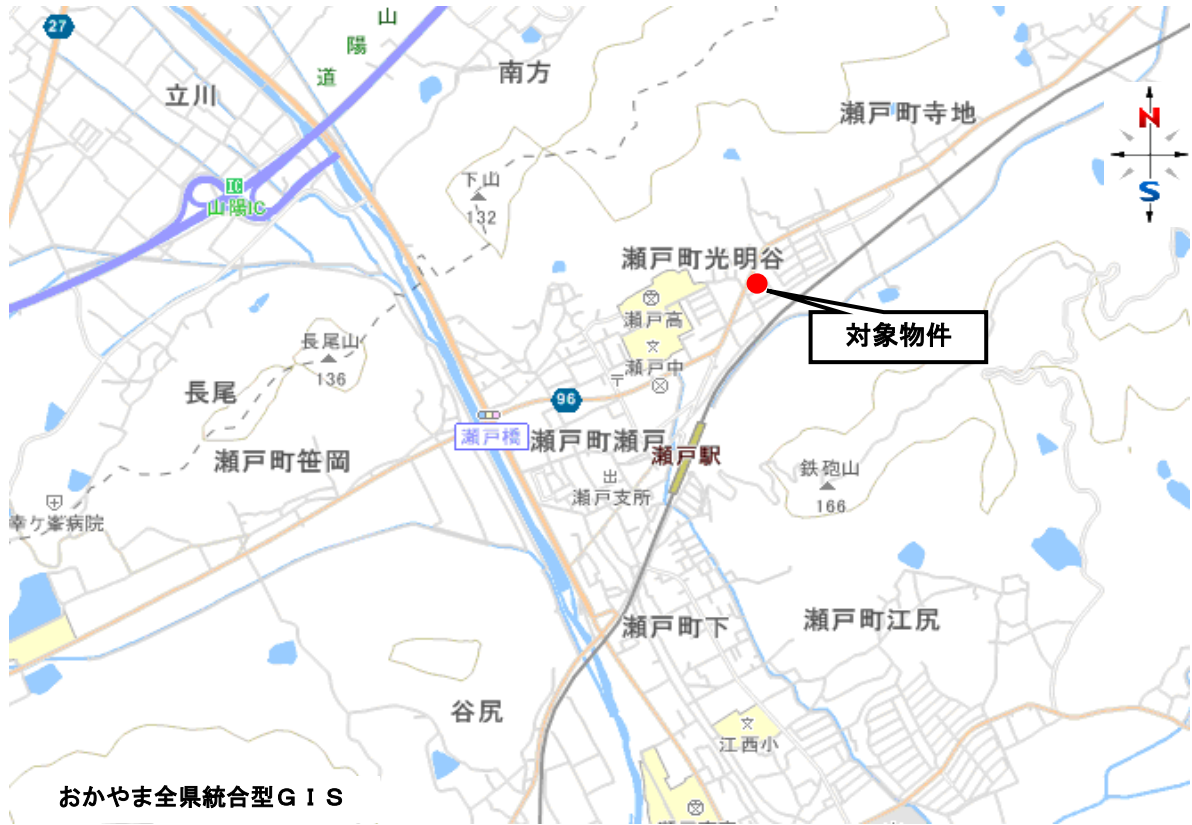 27
山
陽
道
南方
立川
瀬戸町寺地
N
S
IC
山陽IC
下山
132
瀬戸町光明谷
瀬戸高
対象物件
長尾山
136
瀬戸中
長尾
96
瀬戸橋
瀬戸町瀬戸
瀬戸駅
瀬戸町笹岡
鉄砲山
166
出
瀬戸支所
幸ケ峯病院
瀬戸町下
瀬戸町江尻
谷尻
文
江西小
おかやま全県統合型GIS